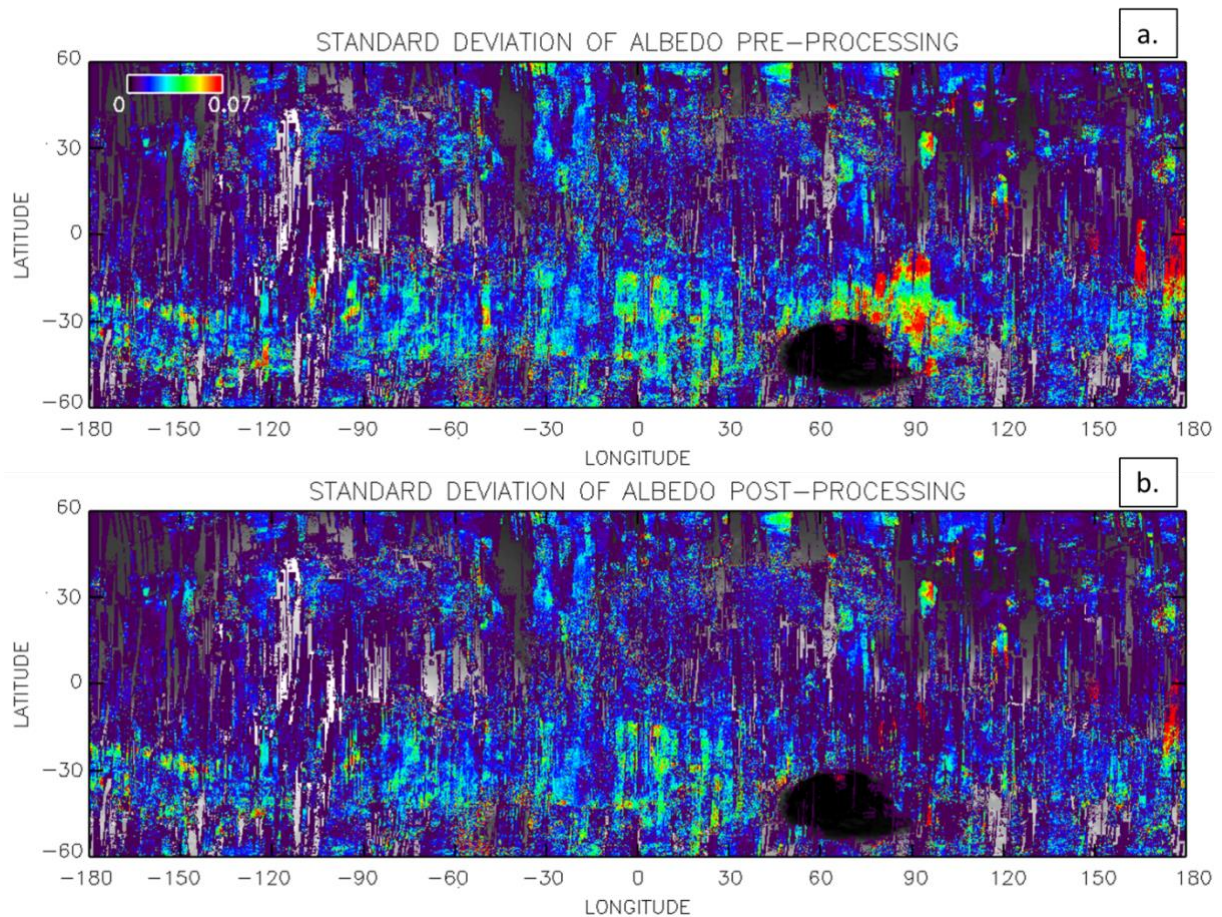 a.
STANDARD DEVIATION OF ALBEDO PRE-PROCESSING
60
0 0.07
30
LATITUDE
0
−30
−60
−180 −150 −120 −90 −60 −30 0 30 60 90 120 150 180
LONGITUDE
b.
STANDARD DEVIATION OF ALBEDO POST-PROCESSING
60
30
LATITUDE
0
−30
−60
−180 −150 −120 −90 −60 −30 0 30 60 90 120 150 180
LONGITUDE